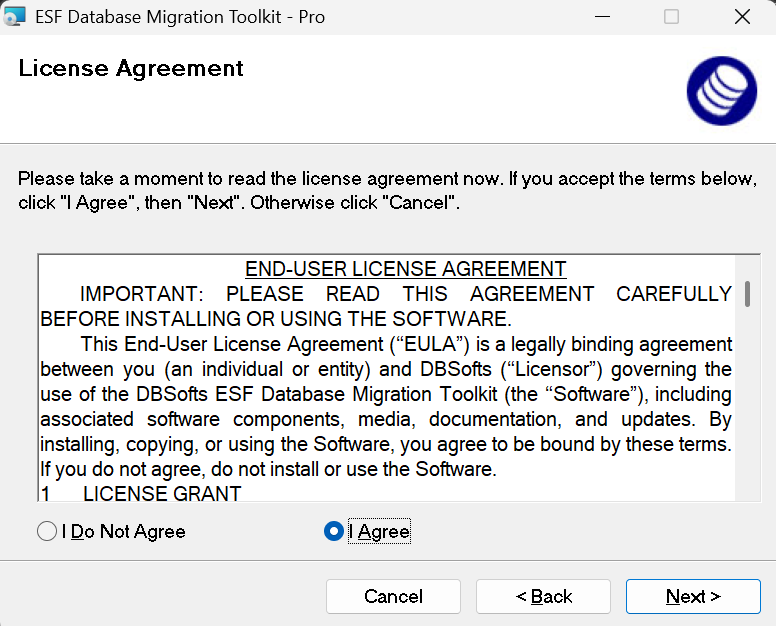 ESF Database Migration Toolkit - Pro
License Agreement
Please take a moment to read the license agreement now. If you accept the terms below,
click "I Agree", then "Next". Otherwise click "Cancel".
END-USER LICENSE AGREEMENT
IMPORTANT: PLEASE READ THIS AGREEMENT CAREFULLY
BEFORE INSTALLING OR USING THE SOFTWARE.
This End-User License Agreement (“EULA”) is a legally binding agreement
between you (an individual or entity) and DBSofts (“Licensor”) governing the
use of the DBSofts ESF Database Migration Toolkit (the “Software”), including
associated software components, media, documentation, and updates. By
installing, copying, or using the Software, you agree to be bound by these terms.
If you do not agree, do not install or use the Software.
1 LICENSE GRANT
I Do Not Agree I Agree
Cancel < Back Next >